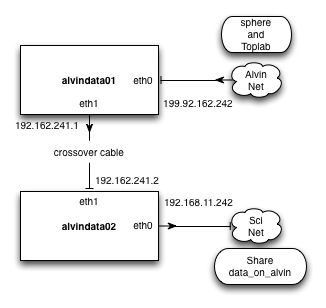 sphere
and
Toplab
alvindata01
eth0
Alvin
Net
eth1
199.92.162.242
192.162.241.1
crossover cable
192.162.241.2
192.168.11.242
eth1
alvindata02
eth0
Sci
Net
Share
data_on_alvin